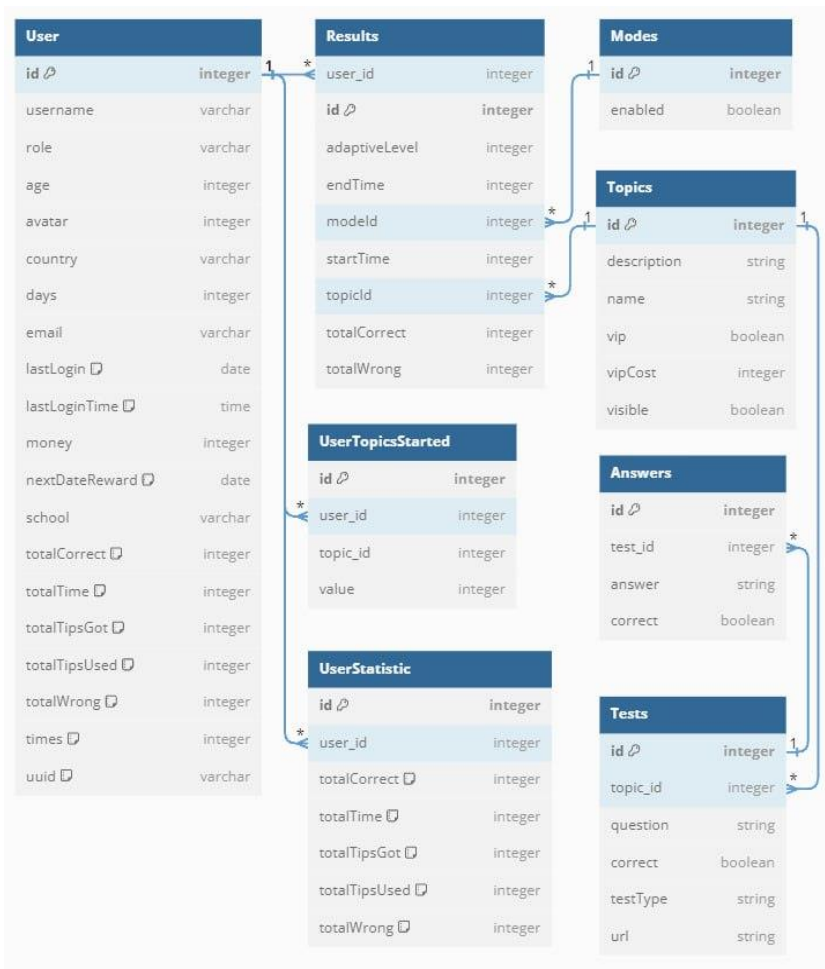 User
id integer 1
username varchar
role varchar
age integer
avatar integer
country varchar
days integer
email varchar
lastLogin date
lastLoginTime time
money integer
nextDateReward date
school varchar
totalCorrect integer
totalTime integer
totalTipsGot integer
totalTipsUsed integer
totalWrong integer
times integer
uuid varchar
Results
* user_id integer
id integer
adaptiveLevel integer
endTime integer
modeId integer *
startTime integer
topicId integer *
totalCorrect integer
totalWrong integer
UserTopicsStarted
id integer
* user_id integer
topic_id integer
value integer
UserStatistic
id integer
* user_id integer
totalCorrect integer
totalTime integer
totalTipsGot integer
totalTipsUsed integer
totalWrong integer
Modes
1 id integer
enabled boolean
Topics
1 id integer 1
description string
name string
vip boolean
vipCost integer
visible boolean
Answers
id integer
test_id integer *
answer string
correct boolean
Tests
id integer 1
topic_id integer *
question string
correct boolean
testType string
url string